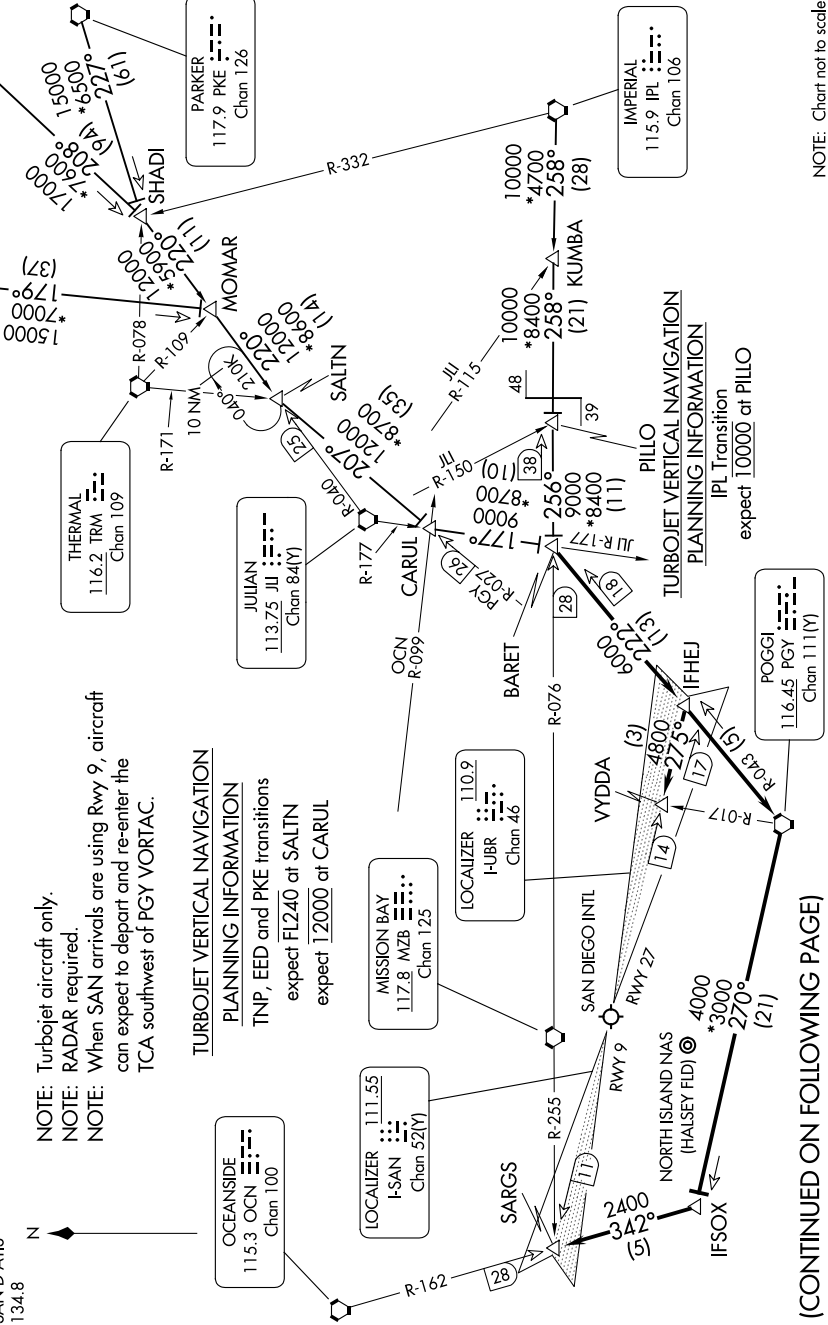 134.8
N
NOTE: Turbojet aircraft only.
NOTE: RADAR required.
NOTE: When SAN arrivals are using Rwy 9, aircraft
can expect to depart and re-enter the
TCA southwest of PGY VORTAC.
TURBOJET VERTICAL NAVIGATION
PLANNING INFORMATION
TNP, EED and PKE transitions
expect FL240 at SALTN
expect 12000 at CARUL
OCEANSIDE
115.3 OCN
Chan 100
R-162
28
LOCALIZER 111.55
I-SAN
Chan 52(Y)
SARGS
R-255
11
2400
342°
(5)
IFSOX
NORTH ISLAND NAS
(HALSEY FLD)
4000
*3000
270°
(21)
RWY 9
RWY 27
SAN DIEGO INTL
MISSION BAY
117.8 MZB
Chan 125
LOCALIZER 110.9
I-UBR
Chan 46
R-076
28
VYDDA
14
17
(3)
4800
275°
IFHEJ
R-017
R-043 (5)
POGGI
116.45 PGY
Chan 111(Y)
6000
222°
(13)
18
BARET
PGY
R-027
26
OCN
R-099
CARUL
R-177
JULIAN
113.75 JLI
Chan 84(Y)
R-040
25
177°
9000
*8700
(10)
JLI R-177
256°
9000
*8400
(11)
JLI
R-150
38
PILLO
48
39
TURBOJET VERTICAL NAVIGATION
PLANNING INFORMATION
IPL Transition
expect 10000 at PILLO
JLI
R-115
10000
*8400
258°
(21)
KUMBA
10000
*4700
258°
(28)
IMPERIAL
115.9 IPL
Chan 106
R-332
207°
12000
*8700
(35)
SALTN
10 NM
040°
210K
220°
12000
*8600
(14)
THERMAL
116.2 TRM
Chan 109
R-171
R-109
R-078
MOMAR
15000
*7000
179°
(37)
12000
*5900
220°
(11)
SHADI
17000
*7600
208°
(94)
15000
*6500
227°
(61)
PARKER
117.9 PKE
Chan 126
NOTE: Chart not to scale
(CONTINUED ON FOLLOWING PAGE)